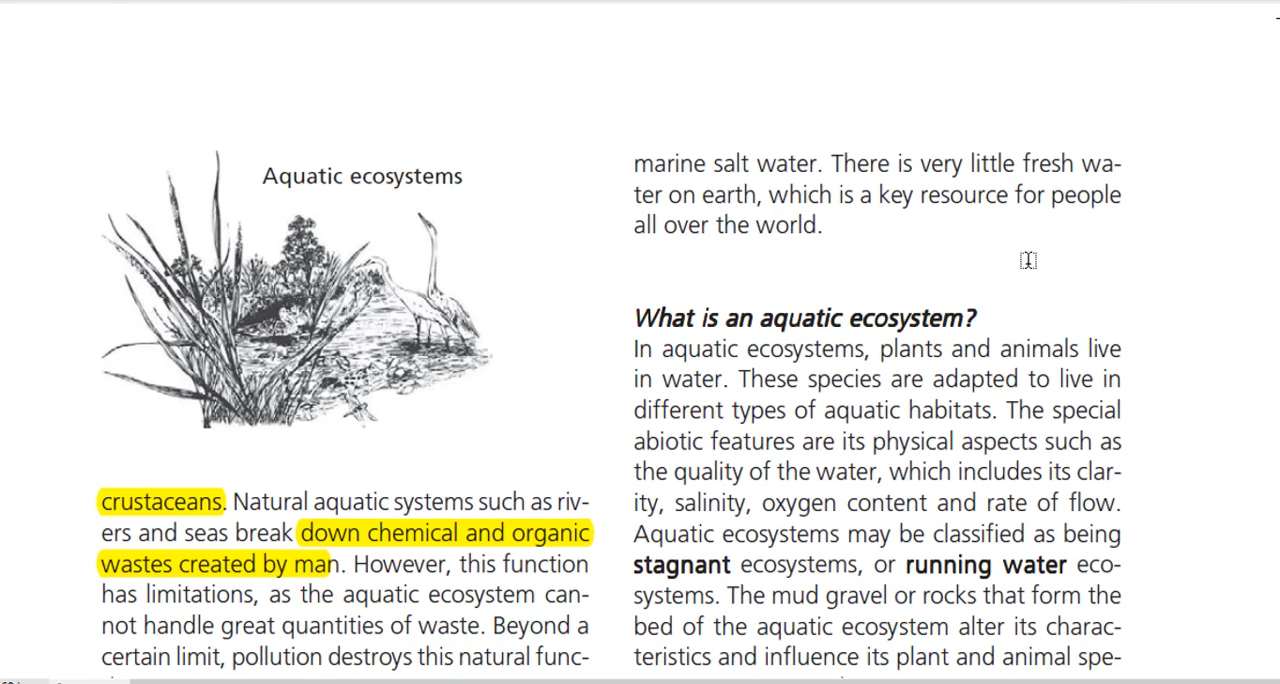 Aquatic ecosystems
crustaceans. Natural aquatic systems such as riv-
ers and seas break down chemical and organic
wastes created by man. However, this function
has limitations, as the aquatic ecosystem can-
not handle great quantities of waste. Beyond a
certain limit, pollution destroys this natural func-
marine salt water. There is very little fresh wa-
ter on earth, which is a key resource for people
all over the world.
What is an aquatic ecosystem?
In aquatic ecosystems, plants and animals live
in water. These species are adapted to live in
different types of aquatic habitats. The special
abiotic features are its physical aspects such as
the quality of the water, which includes its clar-
ity, salinity, oxygen content and rate of flow.
Aquatic ecosystems may be classified as being
stagnant ecosystems, or running water eco-
systems. The mud gravel or rocks that form the
bed of the aquatic ecosystem alter its charac-
teristics and influence its plant and animal spe-